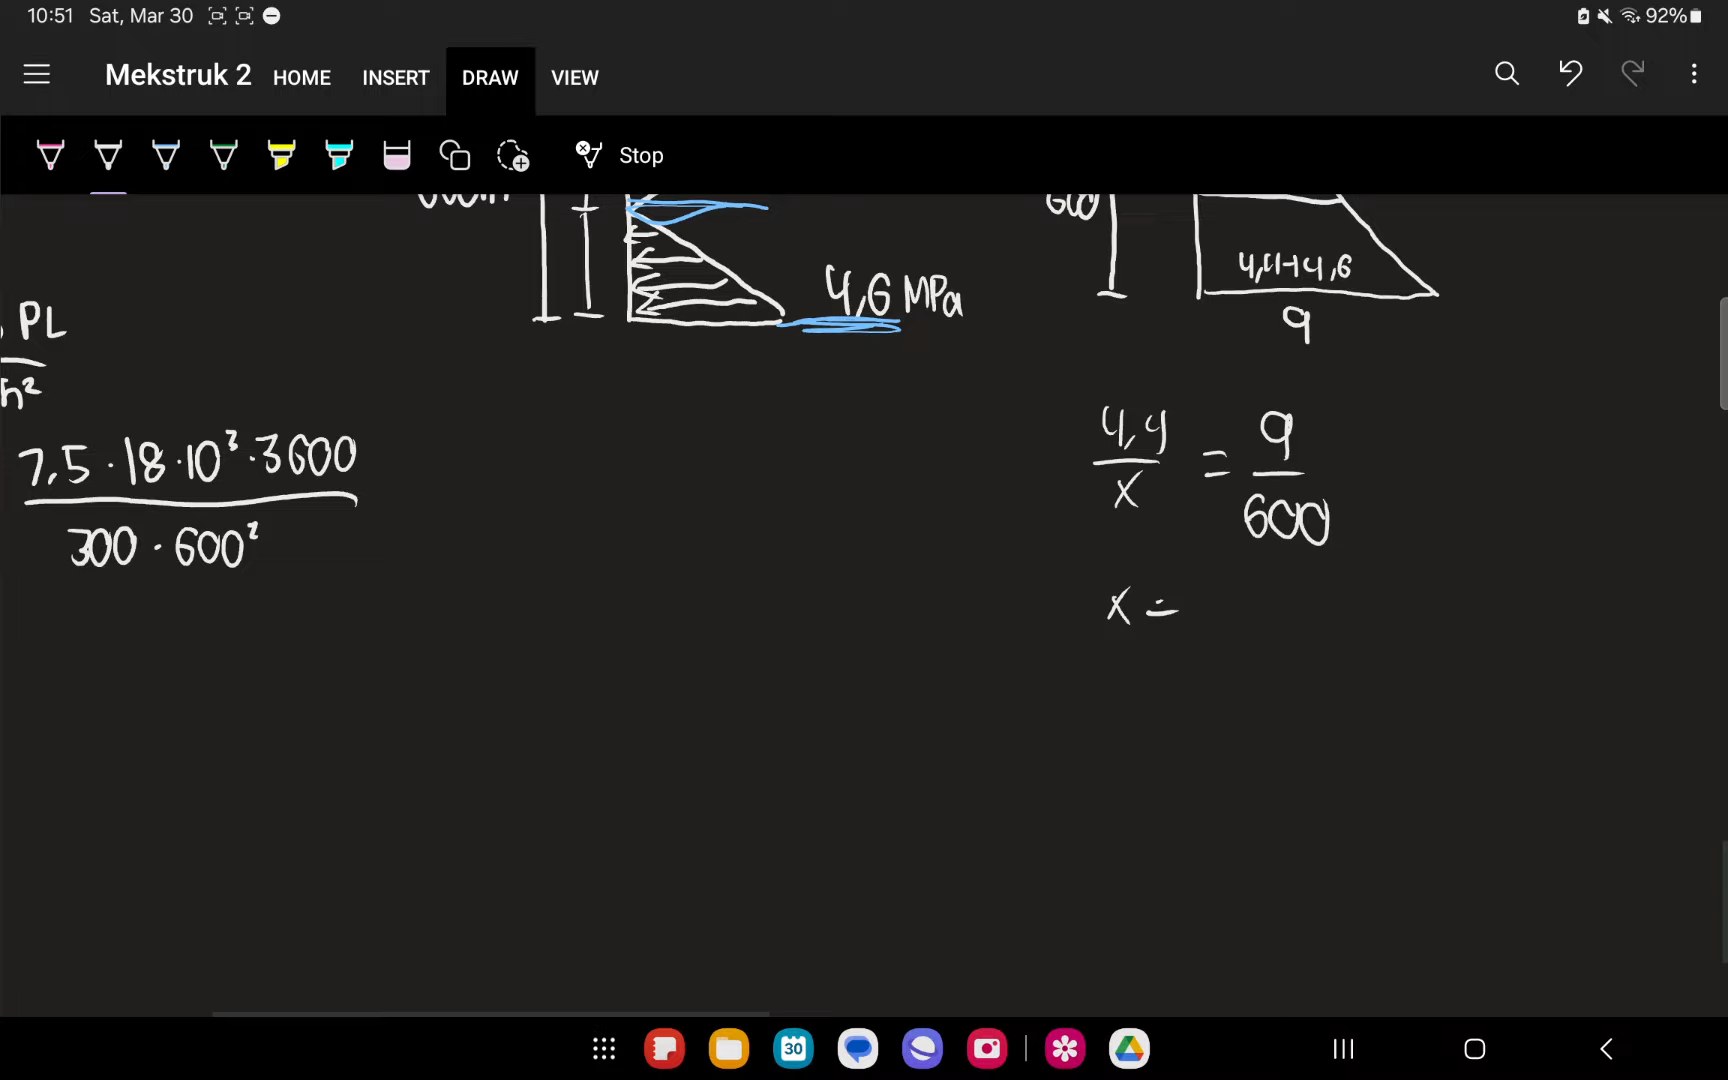 10:51 Sat, Mar 30 92%
Mekstruk 2 HOME INSERT DRAW VIEW
Stop
600
4,4+4,6
4,6 MPa
9
PL
h²
7.5 · 18 · 10³ · 3600
300 · 600²
4,4 / x = 9 / 600
x =
30